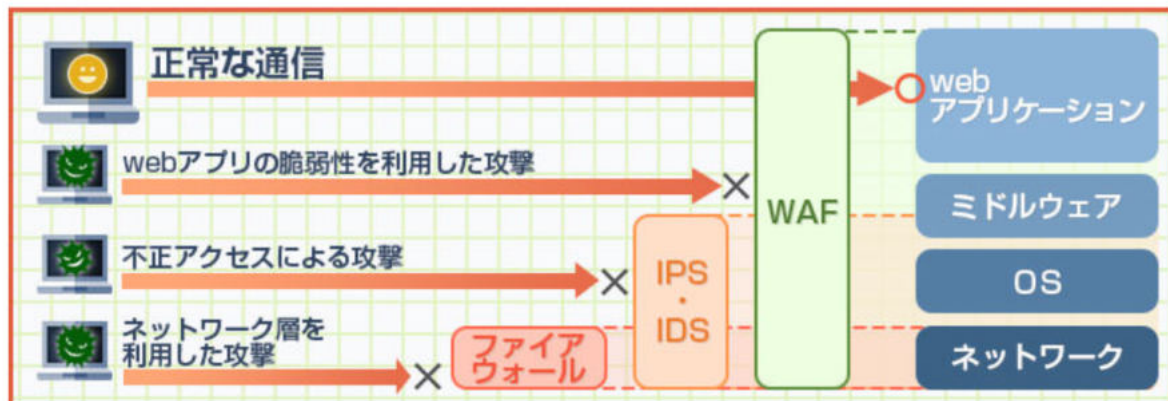 正常な通信
web
アプリケーション
webアプリの脆弱性を利用した攻撃
WAF
ミドルウェア
不正アクセスによる攻撃
IPS
・
IDS
OS
ネットワーク層を
利用した攻撃
ファイア
ウォール
ネットワーク